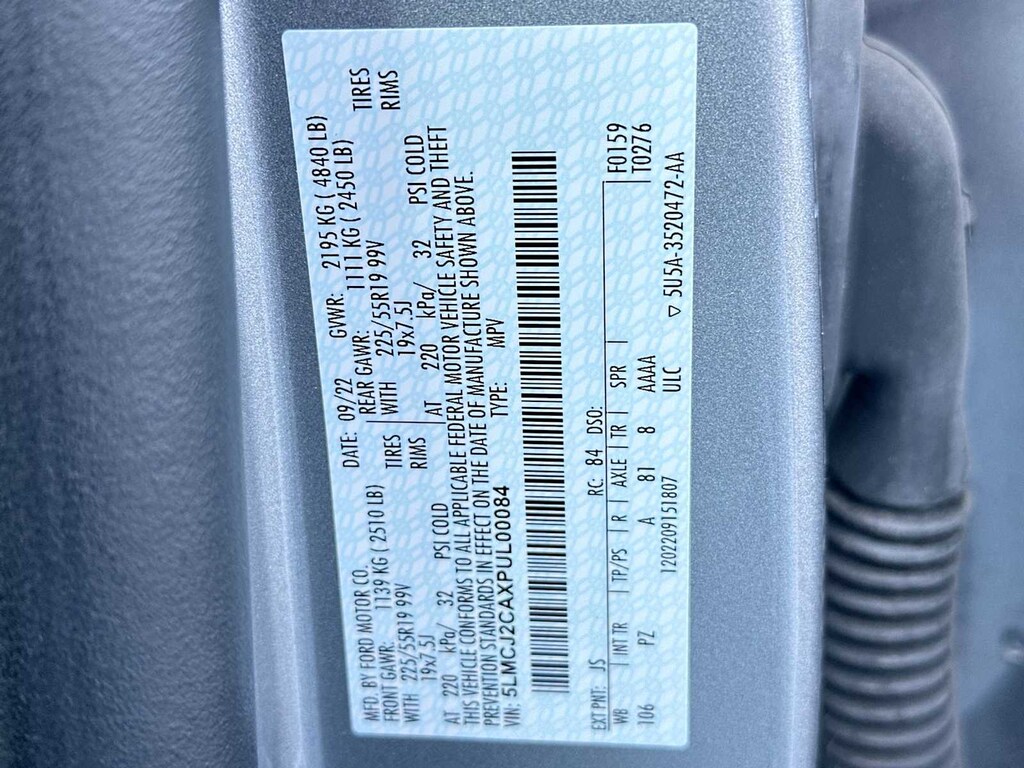 MFD. BY FORD MOTOR CO. DATE: 09/22 GVWR: 2195 KG ( 4840 LB)
FRONT GAWR: 1139 KG ( 2510 LB) REAR GAWR: 1111 KG ( 2450 LB)
WITH 225/55R19 99V TIRES WITH 225/55R19 99V TIRES
19x7.5J RIMS 19x7.5J RIMS
AT 220 kPa/ 32 PSI COLD AT 220 kPa/ 32 PSI COLD
THIS VEHICLE CONFORMS TO ALL APPLICABLE FEDERAL MOTOR VEHICLE SAFETY AND THEFT
PREVENTION STANDARDS IN EFFECT ON THE DATE OF MANUFACTURE SHOWN ABOVE.
VIN: 5LMCJ2CAXPUL00084 TYPE: MPV
EXT PNT: JS RC: 84 DSO: F0159
WB INT TR TP/PS R AXLE TR SPR T0276
106 PZ A 81 8 AAAA
1202209151807 ULC ▽ 5U5A-3520472-AA